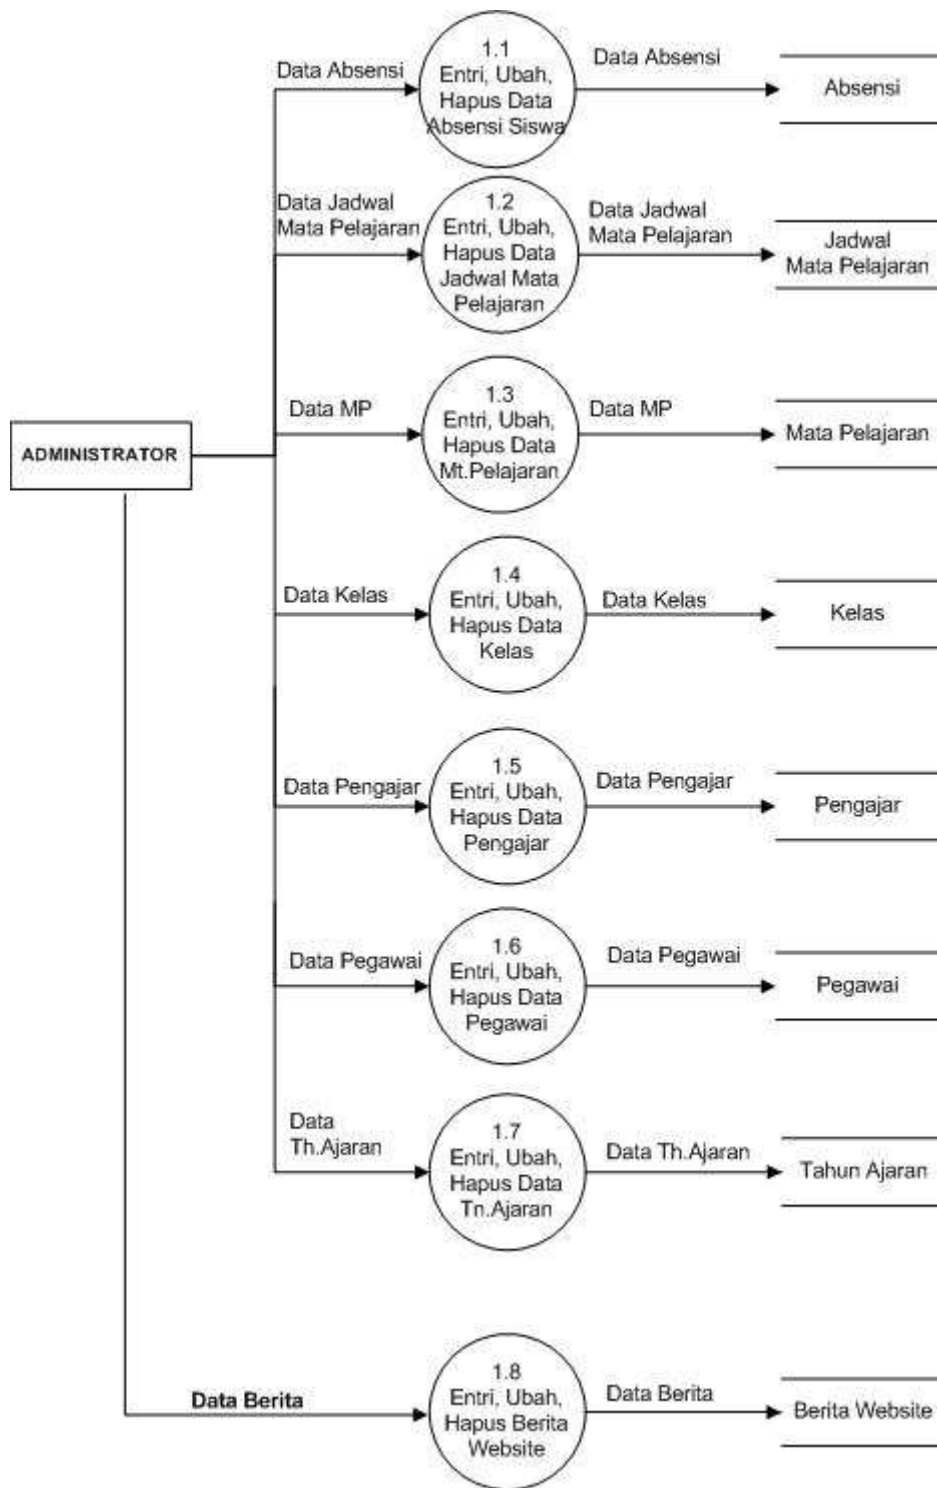 1.1
Data Absensi
Entri, Ubah,
Hapus Data
Absensi Siswa
Data Absensi
Absensi
Data Jadwal
Mata Pelajaran
1.2
Entri, Ubah,
Hapus Data
Jadwal Mata
Pelajaran
Data Jadwal
Mata Pelajaran
Jadwal
Mata Pelajaran
ADMINISTRATOR
Data MP
1.3
Entri, Ubah,
Hapus Data
Mt.Pelajaran
Data MP
Mata Pelajaran
Data Kelas
1.4
Entri, Ubah,
Hapus Data
Kelas
Data Kelas
Kelas
Data Pengajar
1.5
Entri, Ubah,
Hapus Data
Pengajar
Data Pengajar
Pengajar
Data Pegawai
1.6
Entri, Ubah,
Hapus Data
Pegawai
Data Pegawai
Pegawai
Data
Th.Ajaran
1.7
Entri, Ubah,
Hapus Data
Tn.Ajaran
Data Th.Ajaran
Tahun Ajaran
Data Berita
1.8
Entri, Ubah,
Hapus Berita
Website
Data Berita
Berita Website